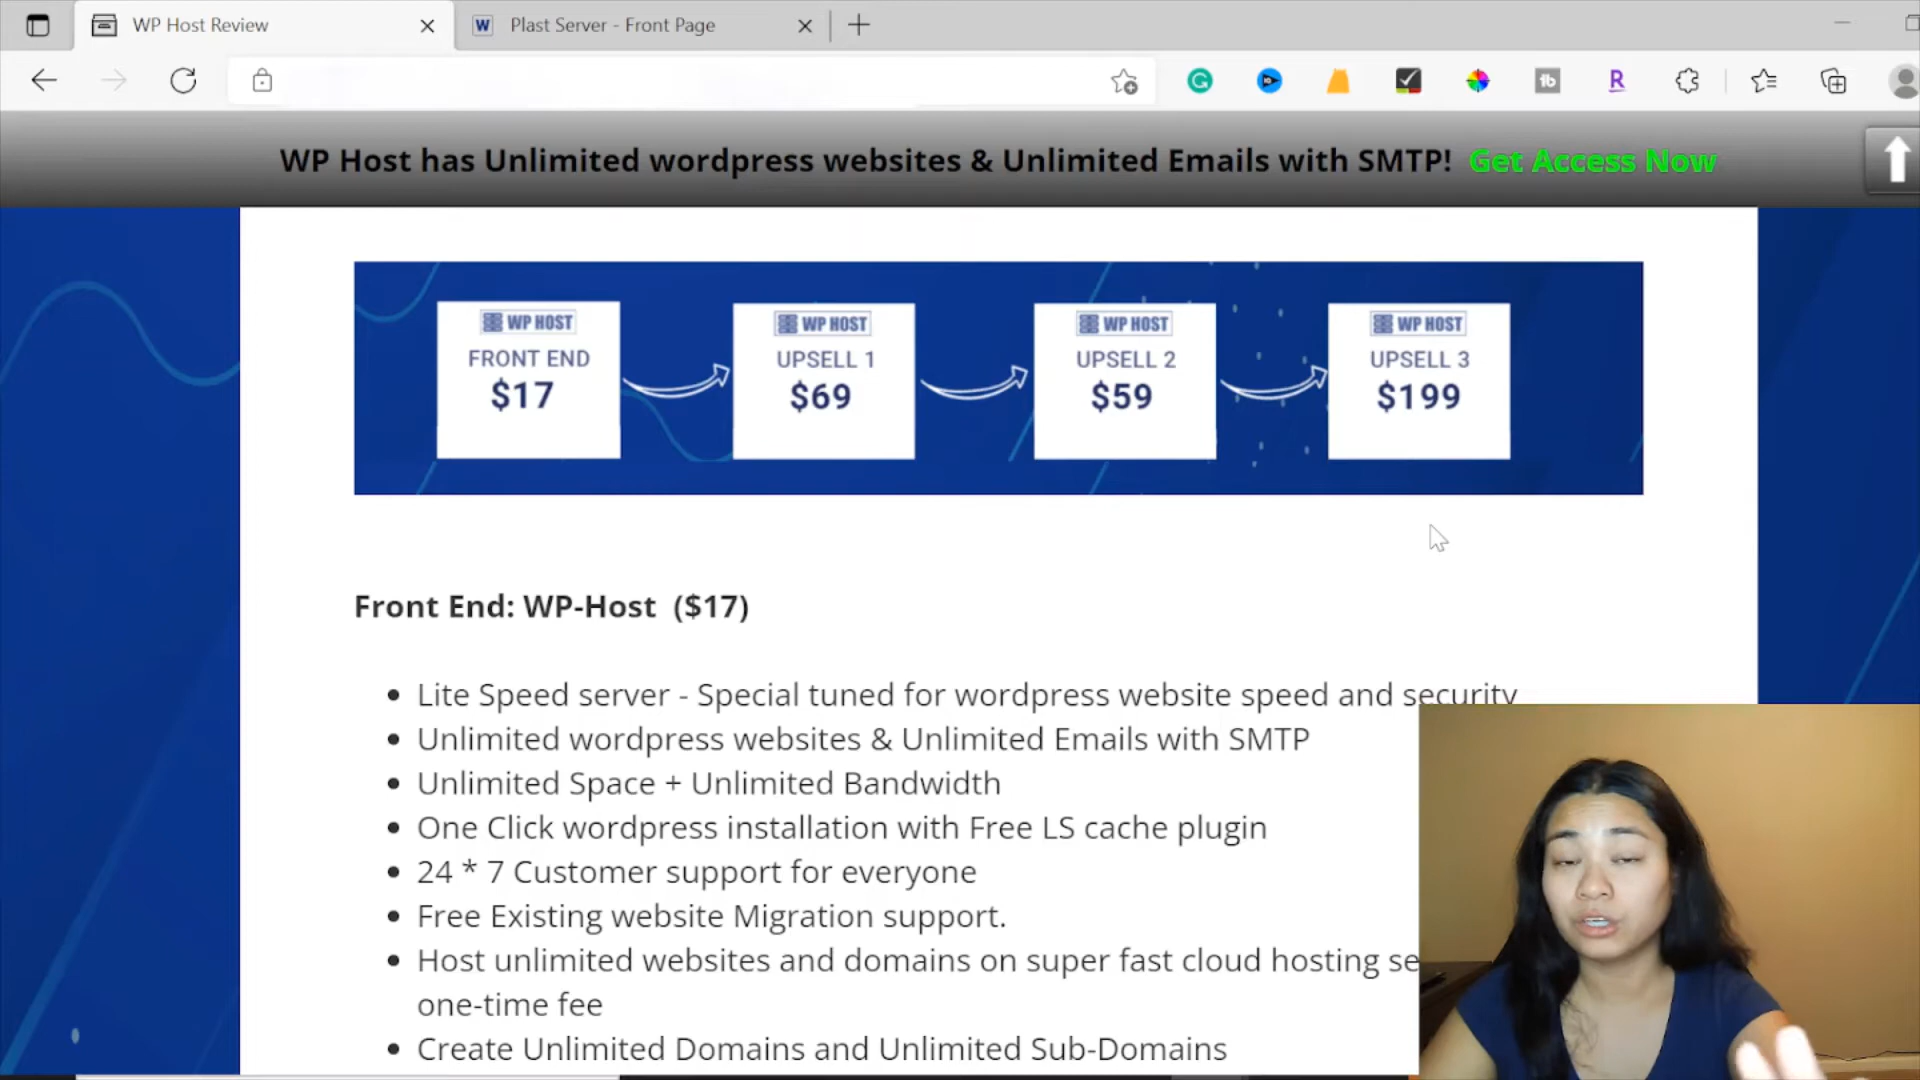 WP Host Review
W Plast Server - Front Page
WP Host has Unlimited wordpress websites & Unlimited Emails with SMTP! Get Access Now
WP HOST
FRONT END
$17
WP HOST
UPSELL 1
$69
WP HOST
UPSELL 2
$59
WP HOST
UPSELL 3
$199
Front End: WP-Host ($17)
• Lite Speed server - Special tuned for wordpress website speed and security
• Unlimited wordpress websites & Unlimited Emails with SMTP
• Unlimited Space + Unlimited Bandwidth
• One Click wordpress installation with Free LS cache plugin
• 24 * 7 Customer support for everyone
• Free Existing website Migration support.
• Host unlimited websites and domains on super fast cloud hosting se
one-time fee
• Create Unlimited Domains and Unlimited Sub-Domains